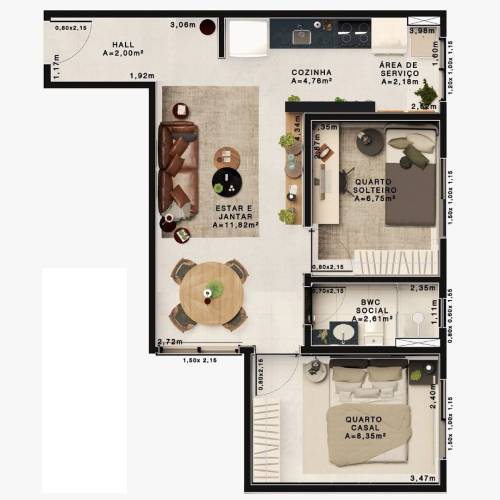 0,80x2,15
3,06m
3,98m
HALL
A=2,00m²
1,17m
1,92m
COZINHA
A=4,76m²
ÁREA DE
SERVIÇO
A=2,18m
1,60m
1,20x 1,00x 1,15
2,62m
4,34m
2,35m
2,87m
QUARTO
SOLTEIRO
A=6,75m²
1,50x 1,00x 1,15
ESTAR E
JANTAR
A=11,82m²
0,80x2,15
0,70x2,15
2,35m
BWC
SOCIAL
A=2,61m²
1,11m
0,80x 0,60x 1,55
2,72m
1,50x 2,15
0,80x2,15
2,40m
QUARTO
CASAL
A=8,35m²
1,50x 1,00x 1,15
3,47m